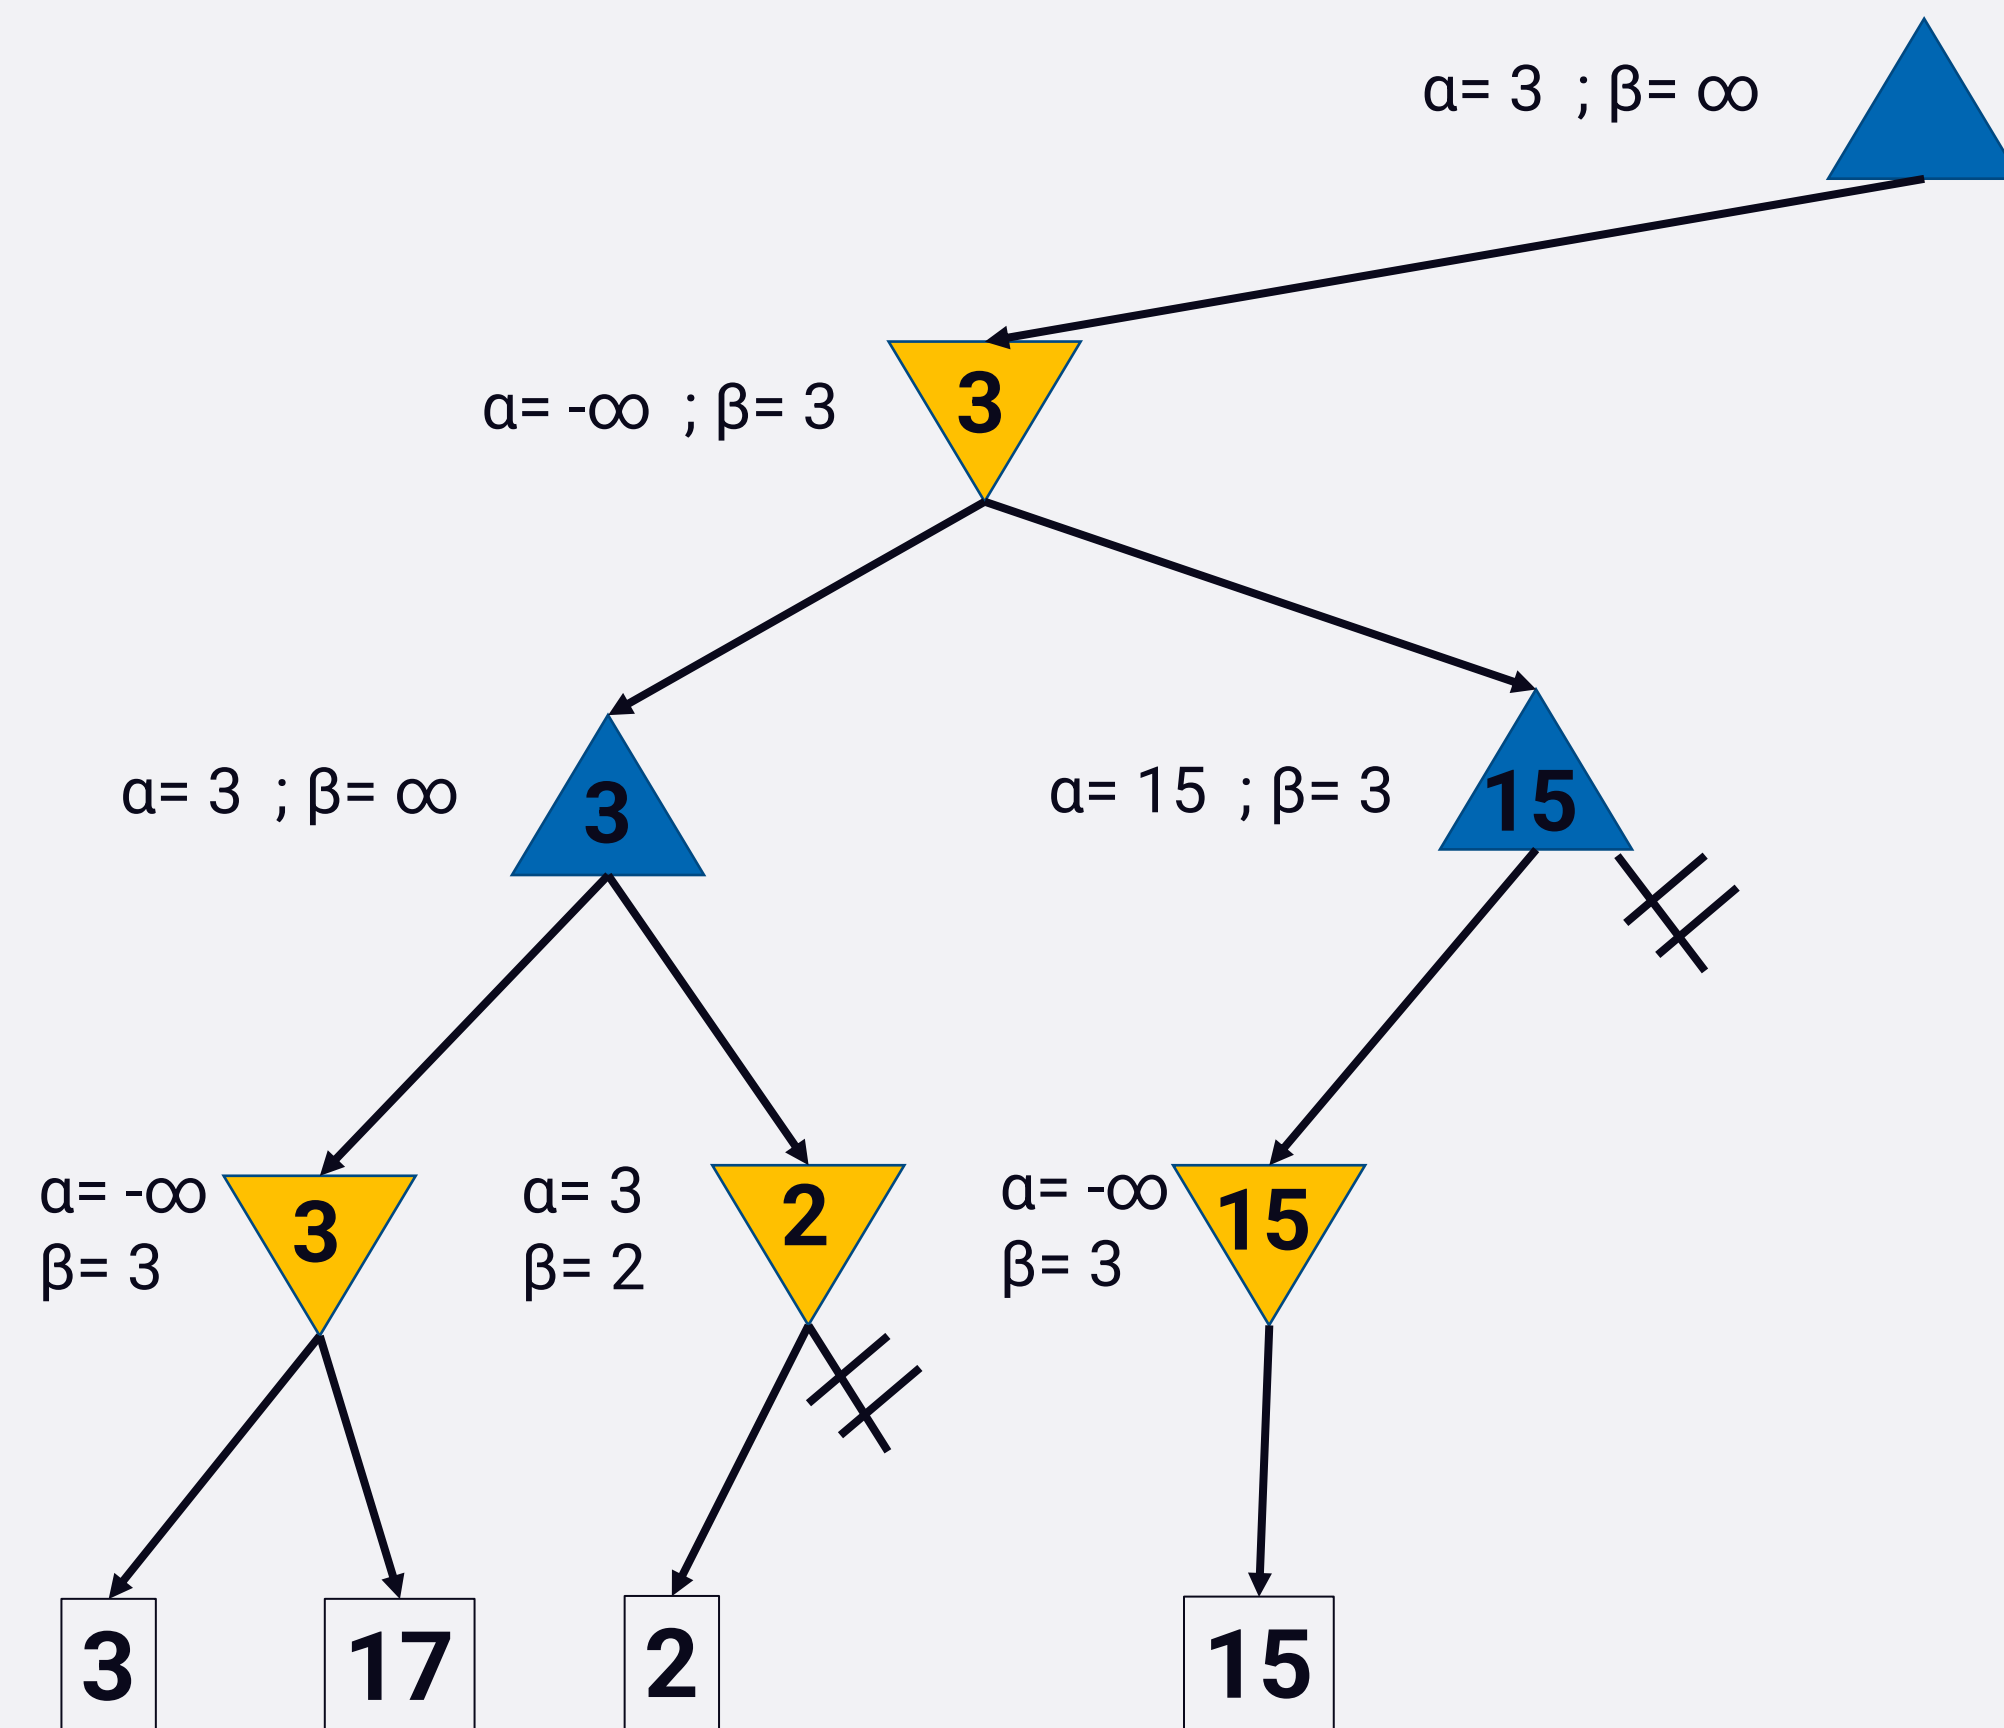 α= 3 ; β= ∞
α= -∞ ; β= 3
3
α= 3 ; β= ∞
3
α= 15 ; β= 3
15
α= -∞
β= 3
3
α= 3
β= 2
2
α= -∞
β= 3
15
3
17
2
15